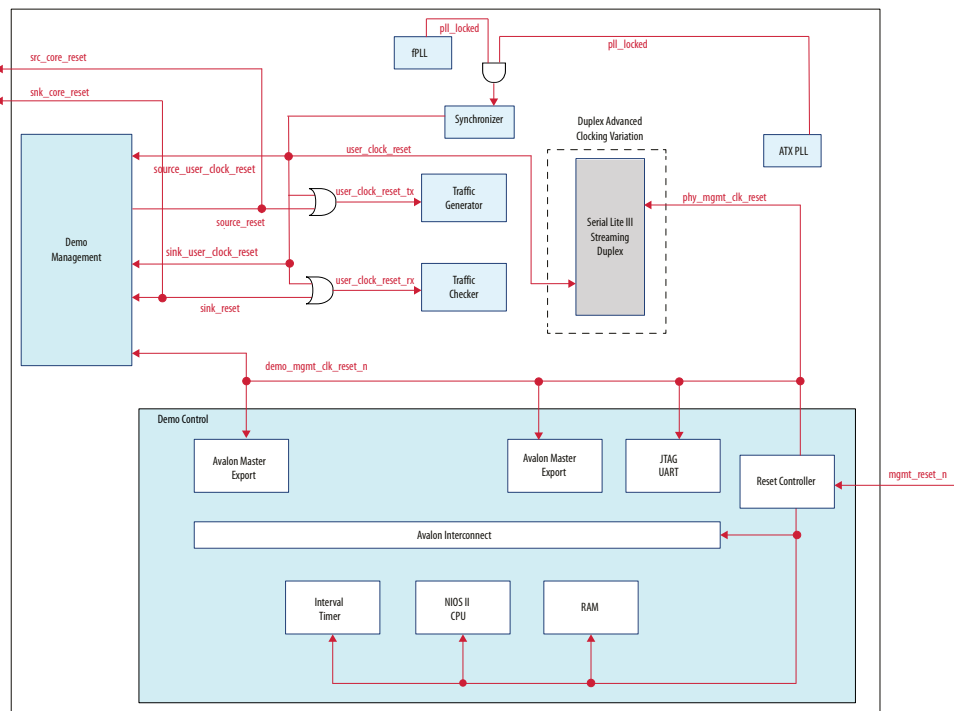 pll_locked
pll_locked
fPLL
src_core_reset
snk_core_reset
Synchronizer
Duplex Advanced
Clocking Variation
ATX PLL
user_clock_reset
source_user_clock_reset
user_clock_reset_tx
Traffic
Generator
phy_mgmt_clk_reset
source_reset
Serial Lite III
Streaming
Duplex
Demo
Management
sink_user_clock_reset
user_clock_reset_rx
Traffic
Checker
sink_reset
demo_mgmt_clk_reset_n
Demo Control
Avalon Master
Export
Avalon Master
Export
JTAG
UART
Reset Controller
mgmt_reset_n
Avalon Interconnect
Interval
Timer
NIOS II
CPU
RAM